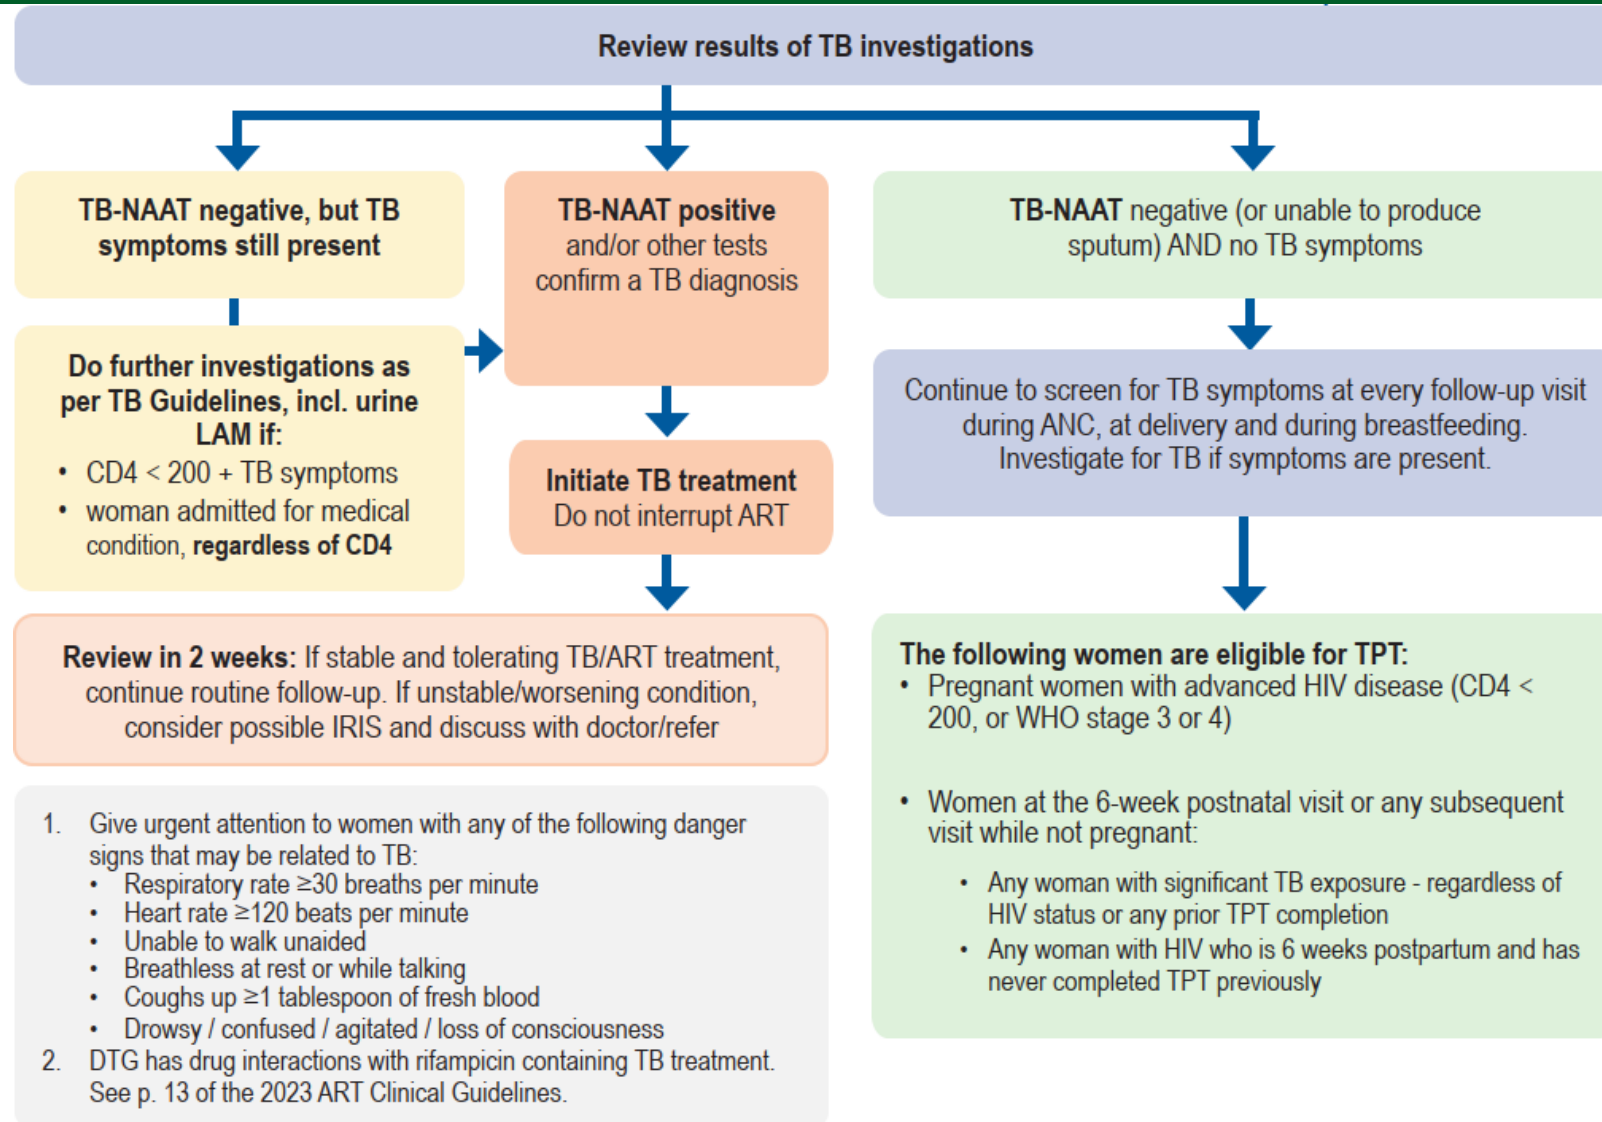 Review results of TB investigations
TB-NAAT negative, but TB
symptoms still present
Do further investigations as
per TB Guidelines, incl. urine
LAM if:
• CD4 < 200 + TB symptoms
• woman admitted for medical
condition, regardless of CD4
TB-NAAT positive
and/or other tests
confirm a TB diagnosis
Initiate TB treatment
Do not interrupt ART
Review in 2 weeks: If stable and tolerating TB/ART treatment,
continue routine follow-up. If unstable/worsening condition,
consider possible IRIS and discuss with doctor/refer
TB-NAAT negative (or unable to produce
sputum) AND no TB symptoms
Continue to screen for TB symptoms at every follow-up visit
during ANC, at delivery and during breastfeeding.
Investigate for TB if symptoms are present.
The following women are eligible for TPT:
• Pregnant women with advanced HIV disease (CD4 <
200, or WHO stage 3 or 4)
• Women at the 6-week postnatal visit or any subsequent
visit while not pregnant:
• Any woman with significant TB exposure - regardless of
HIV status or any prior TPT completion
• Any woman with HIV who is 6 weeks postpartum and has
never completed TPT previously
1. Give urgent attention to women with any of the following danger
signs that may be related to TB:
• Respiratory rate ≥30 breaths per minute
• Heart rate ≥120 beats per minute
• Unable to walk unaided
• Breathless at rest or while talking
• Coughs up ≥1 tablespoon of fresh blood
• Drowsy / confused / agitated / loss of consciousness
2. DTG has drug interactions with rifampicin containing TB treatment.
See p. 13 of the 2023 ART Clinical Guidelines.